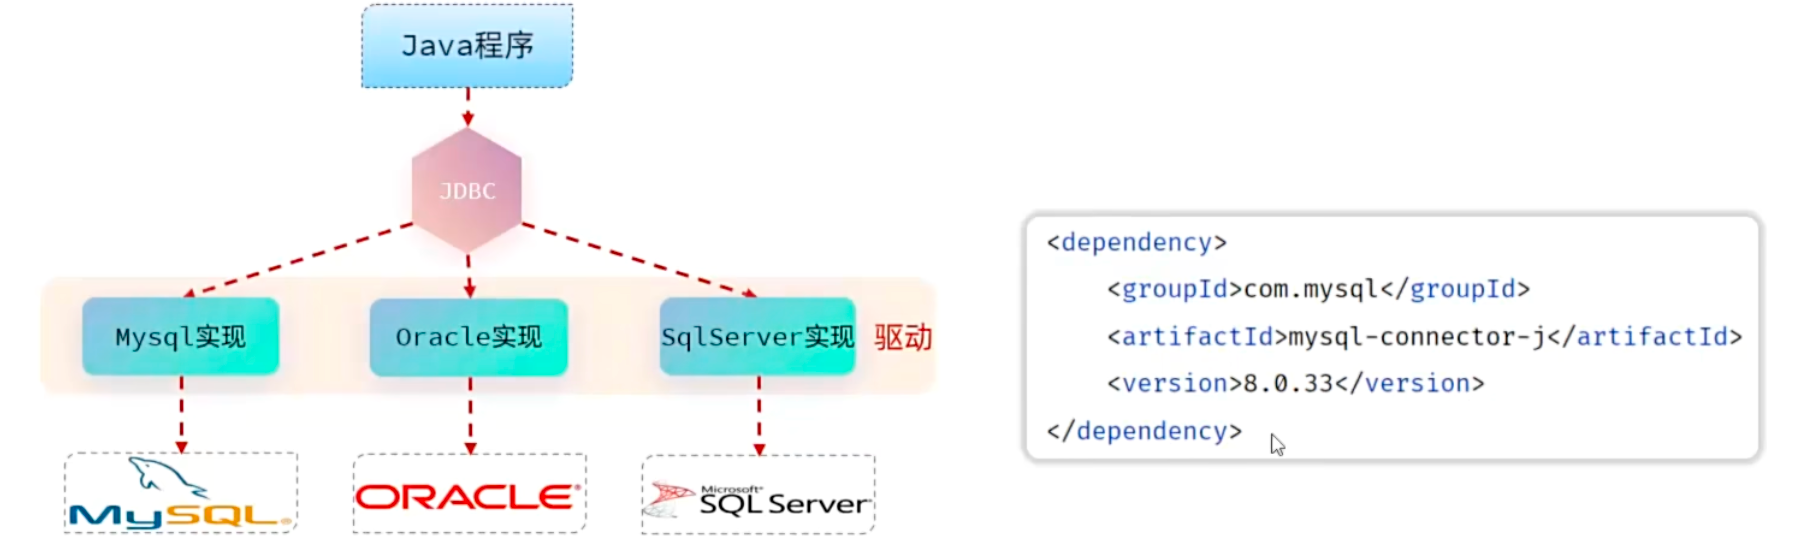 Java程序
JDBC
Mysql实现
Oracle实现
SqlServer实现
驱动
MySQL®
ORACLE®
Microsoft®
SQL Server
<dependency>
<groupId>com.mysql</groupId>
<artifactId>mysql-connector-j</artifactId>
<version>8.0.33</version>
</dependency>